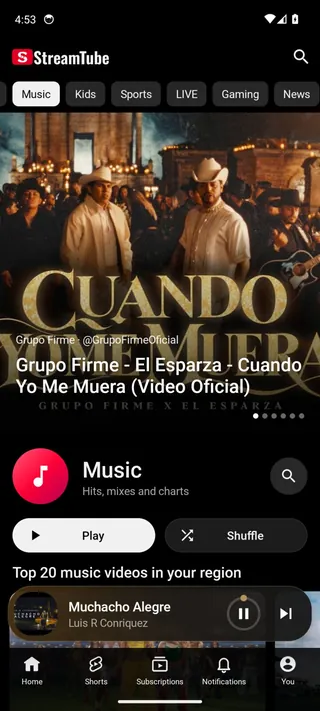 4:53
S StreamTube
Music Kids Sports LIVE Gaming News
CUANDO
YO ME MUERA
Grupo Firme · @GrupoFirmeOficial
Grupo Firme - El Esparza - Cuando
Yo Me Muera (Video Oficial)
GRUPO FIRME X EL ESPARZA
Music
Hits, mixes and charts
Play Shuffle
Top 20 music videos in your region
Muchacho Alegre
Luis R Conriquez
Home Shorts Subscriptions Notifications You